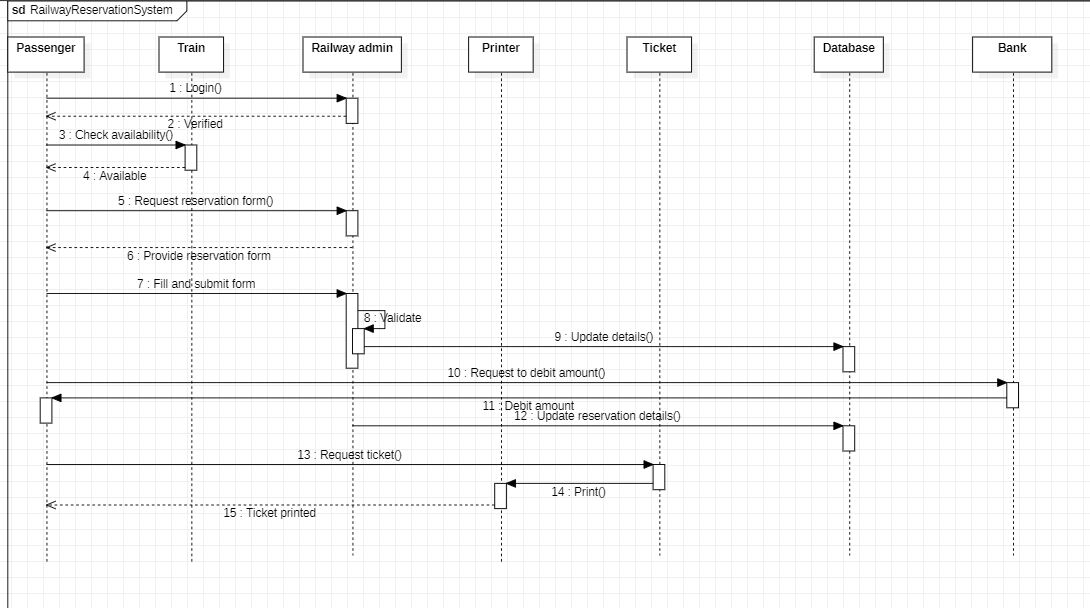 sd RailwayReservationSystem
Passenger
Train
Railway admin
Printer
Ticket
Database
Bank
1 : Login()
2 : Verified
3 : Check availability()
4 : Available
5 : Request reservation form()
6 : Provide reservation form
7 : Fill and submit form
8 : Validate
9 : Update details()
10 : Request to debit amount()
11 : Debit amount
12 : Update reservation details()
13 : Request ticket()
14 : Print()
15 : Ticket printed